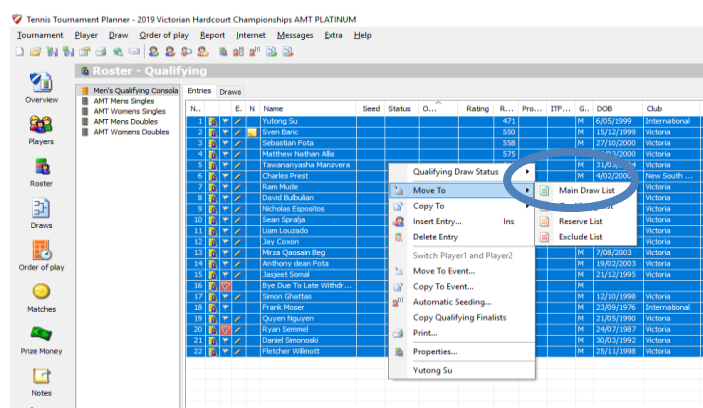 Tennis Tournament Planner - 2019 Victorian Hardcourt Championships AMT PLATINUM
Tournament Player Draw Order of play Report Internet Messages Extra Help
Roster - Qualifying
Overview
Players
Roster
Draws
Order of play
Matches
Prize Money
Notes
Men's Qualifying Consola
AMT Mens Singles
AMT Womens Singles
AMT Mens Doubles
AMT Womens Doubles
Entries Draws
N.. E. N Name Seed Status O... Rating R... Pro... ITF... G.. DOB Club
1 Yutong Su 471 M 6/05/1999 International
2 Sven Baric 550 M 15/12/1999 Victoria
3 Sebastian Fota 558 M 27/10/2000 Victoria
4 Matthew Nathan Allis 575 /2000 Victoria
5 Tawananyasha Manzvera M Victoria
6 Charles Prest M 4/02/2000 New South ...
7 Ram Mude Victoria
8 David Bulbulian Victoria
9 Nicholas Espositos Victoria
10 Sean Spralja Victoria
11 Liam Louzado Victoria
12 Jay Coxon Victoria
13 Mirza Qaosain Beg M 7/08/2003 Victoria
14 Anthony dean Fota M 19/02/2003 Victoria
15 Jasjeet Somal M 21/12/1995 Victoria
16 Bye Due To Late Withdr... M
17 Simon Ghattas M 12/10/1998 Victoria
18 Frank Moser M 23/09/1976 International
19 Quyen Nguyen M 21/05/1990 Victoria
20 Ryan Semmel M 24/07/1987 Victoria
21 Daniel Simonoski M 30/03/1992 Victoria
22 Fletcher Willmott M 25/11/1998 Victoria
Qualifying Draw Status
Move To
Copy To
Insert Entry... Ins
Delete Entry
Switch Player1 and Player2
Move To Event...
Copy To Event...
Automatic Seeding...
Copy Qualifying Finalists
Print...
Properties...
Yutong Su
Main Draw List
Reserve List
Exclude List